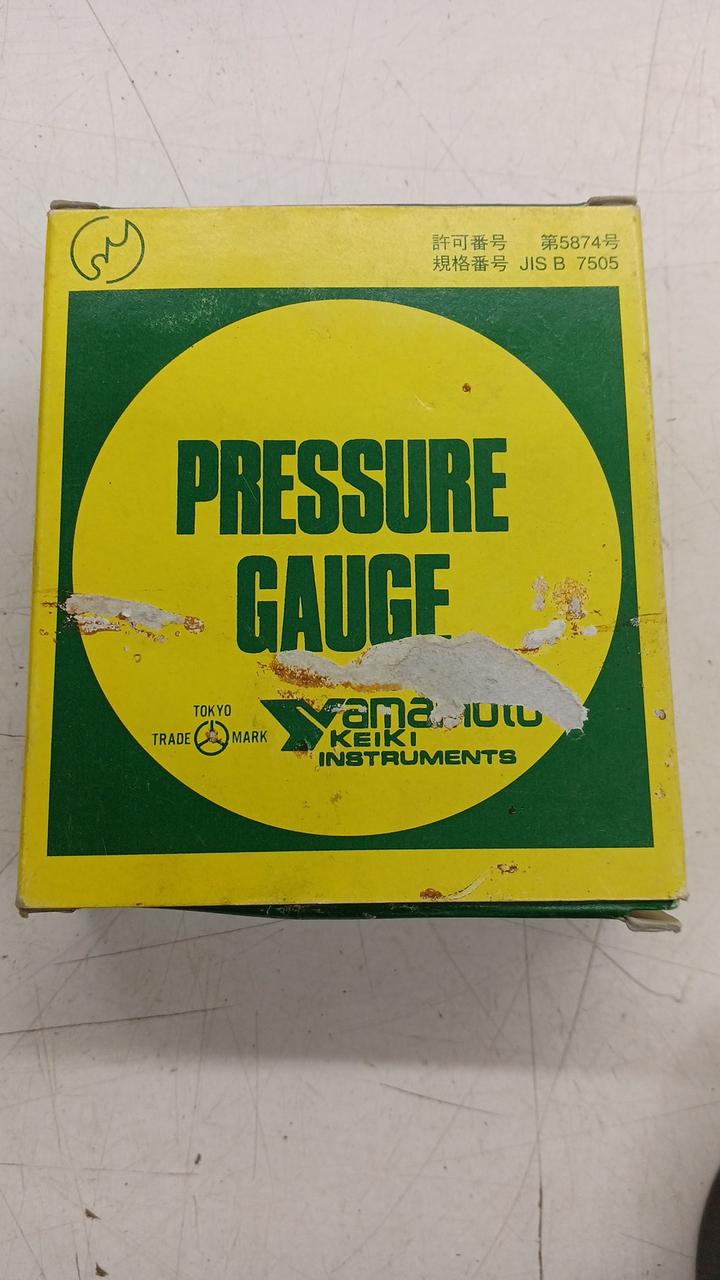 許可番号 第5874号
規格番号 JIS B 7505
PRESSURE
GAUGE
TOKYO
TRADE MARK
KEIKI
INSTRUMENTS